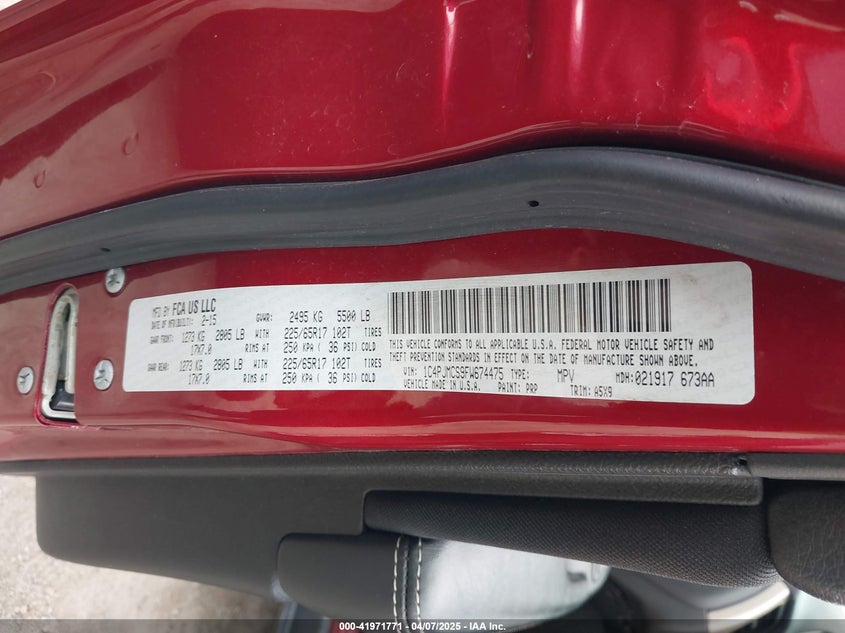 MFD BY FCA US LLC
DATE OF MFR(BUILT): 2-15
GVWR: 2495 KG 5500 LB
GAWR FRONT: 1273 KG 2805 LB WITH 225/65R17 102T TIRES
17X7.0 RIMS AT 250 KPA ( 36 PSI) COLD
GAWR REAR: 1273 KG 2805 LB WITH 225/65R17 102T TIRES
17X7.0 RIMS AT 250 KPA ( 36 PSI) COLD
THIS VEHICLE CONFORMS TO ALL APPLICABLE U.S.A. FEDERAL MOTOR VEHICLE SAFETY AND
THEFT PREVENTION STANDARDS IN EFFECT ON THE DATE OF MANUFACTURE SHOWN ABOVE.
VIN: 1C4PJMCS9FW674475 TYPE: MPV MDH: 021917 673AA
MADE IN U.S.A. PAINT: PRP TRIM: A5X9
000-41971771 - 04/07/2025 - IAA Inc.